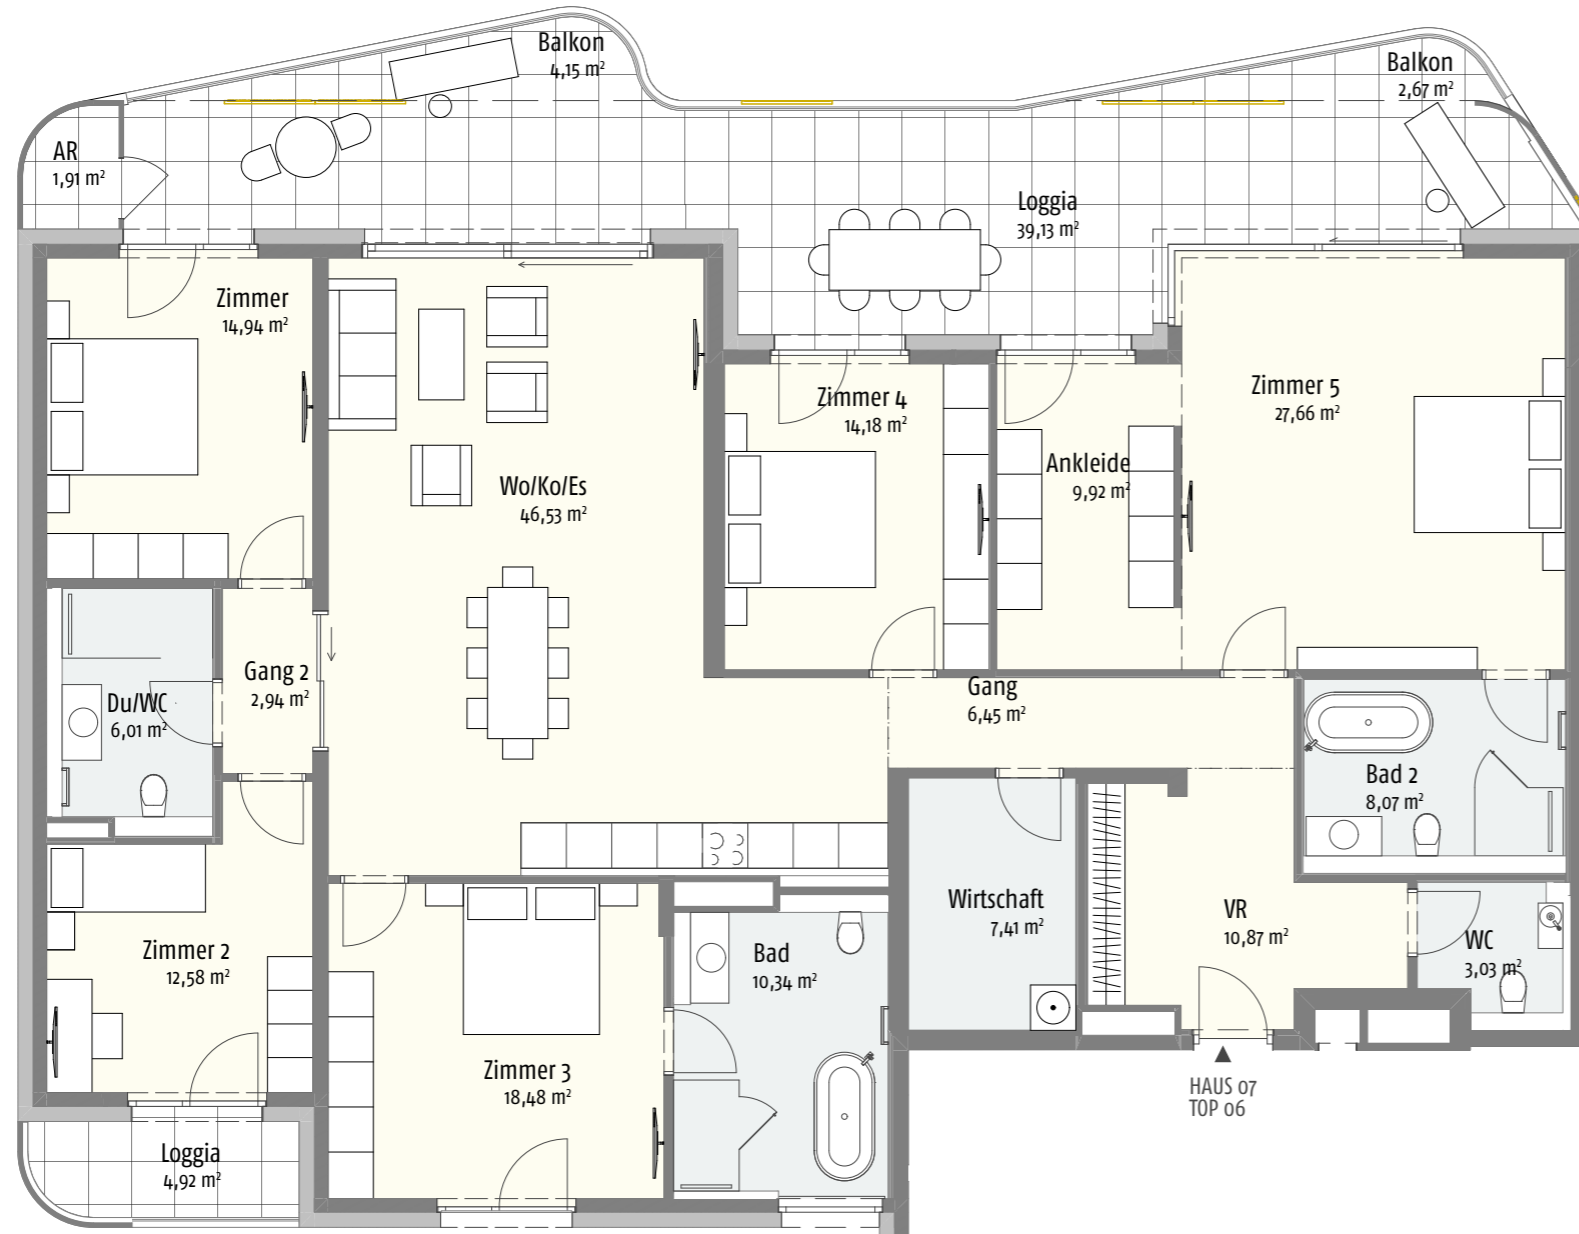 Balkon
4,15 m²
Balkon
2,67 m²
AR
1,91 m²
Loggia
39,13 m²
Zimmer
14,94 m²
Wo/Ko/Es
46,53 m²
Zimmer 4
14,18 m²
Ankleide
9,92 m²
Zimmer 5
27,66 m²
Du/WC
6,01 m²
Gang 2
2,94 m²
Gang
6,45 m²
Bad 2
8,07 m²
Zimmer 2
12,58 m²
Zimmer 3
18,48 m²
Bad
10,34 m²
Wirtschaft
7,41 m²
VR
10,87 m²
WC
3,03 m²
HAUS 07
TOP 06
Loggia
4,92 m²